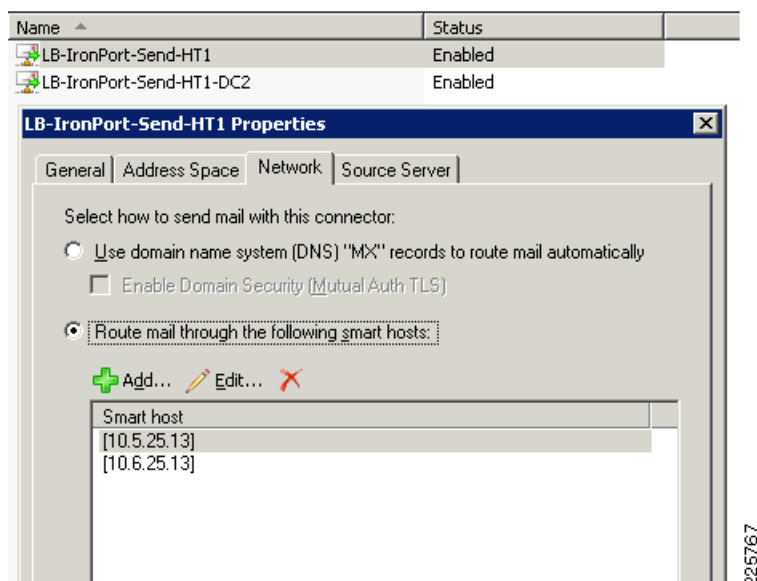 Name Status
LB-IronPort-Send-HT1 Enabled
LB-IronPort-Send-HT1-DC2 Enabled
LB-IronPort-Send-HT1 Properties
General Address Space Network Source Server
Select how to send mail with this connector:
Use domain name system (DNS) "MX" records to route mail automatically
Enable Domain Security (Mutual Auth TLS)
Route mail through the following smart hosts:
Add... Edit...
Smart host
[10.5.25.13]
[10.6.25.13]
225767